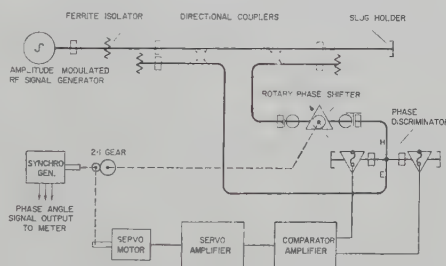 FERRITE ISOLATOR
DIRECTIONAL COUPLERS
SLUG HOLDER
AMPLITUDE MODULATED
RF SIGNAL GENERATOR
ROTARY PHASE SHIFTER
PHASE
DISCRIMINATOR
H
E
2:1 GEAR
SYNCHRO
GEN.
PHASE ANGLE
SIGNAL OUTPUT
TO METER
SERVO
MOTOR
SERVO
AMPLIFIER
COMPARATOR
AMPLIFIER